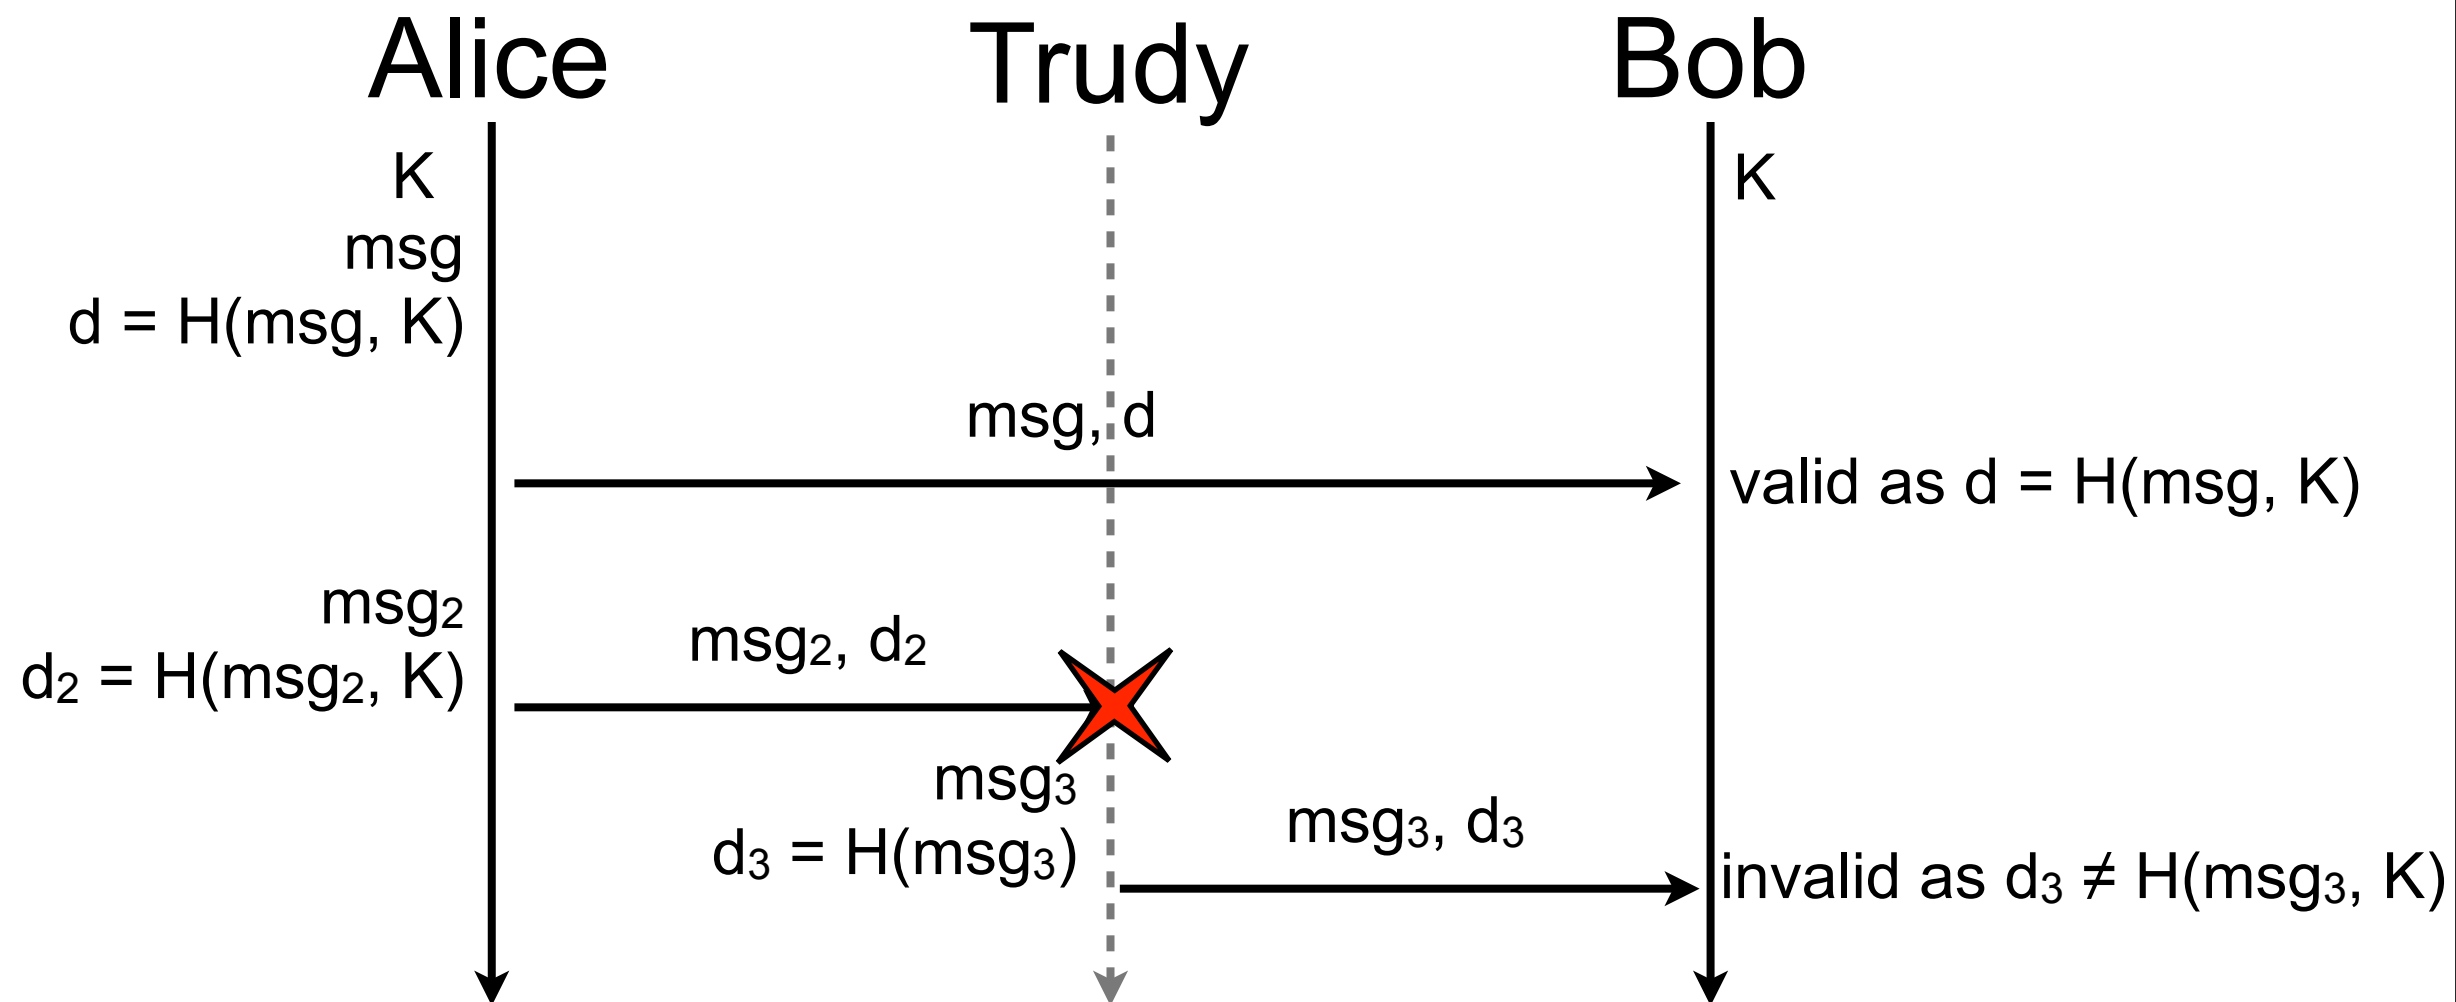 Alice
Trudy
Bob
K
K
msg
d = H(msg, K)
msg, d
valid as d = H(msg, K)
msg₂
d₂ = H(msg₂, K)
msg₂, d₂
msg₃
d₃ = H(msg₃)
msg₃, d₃
invalid as d₃ ≠ H(msg₃, K)